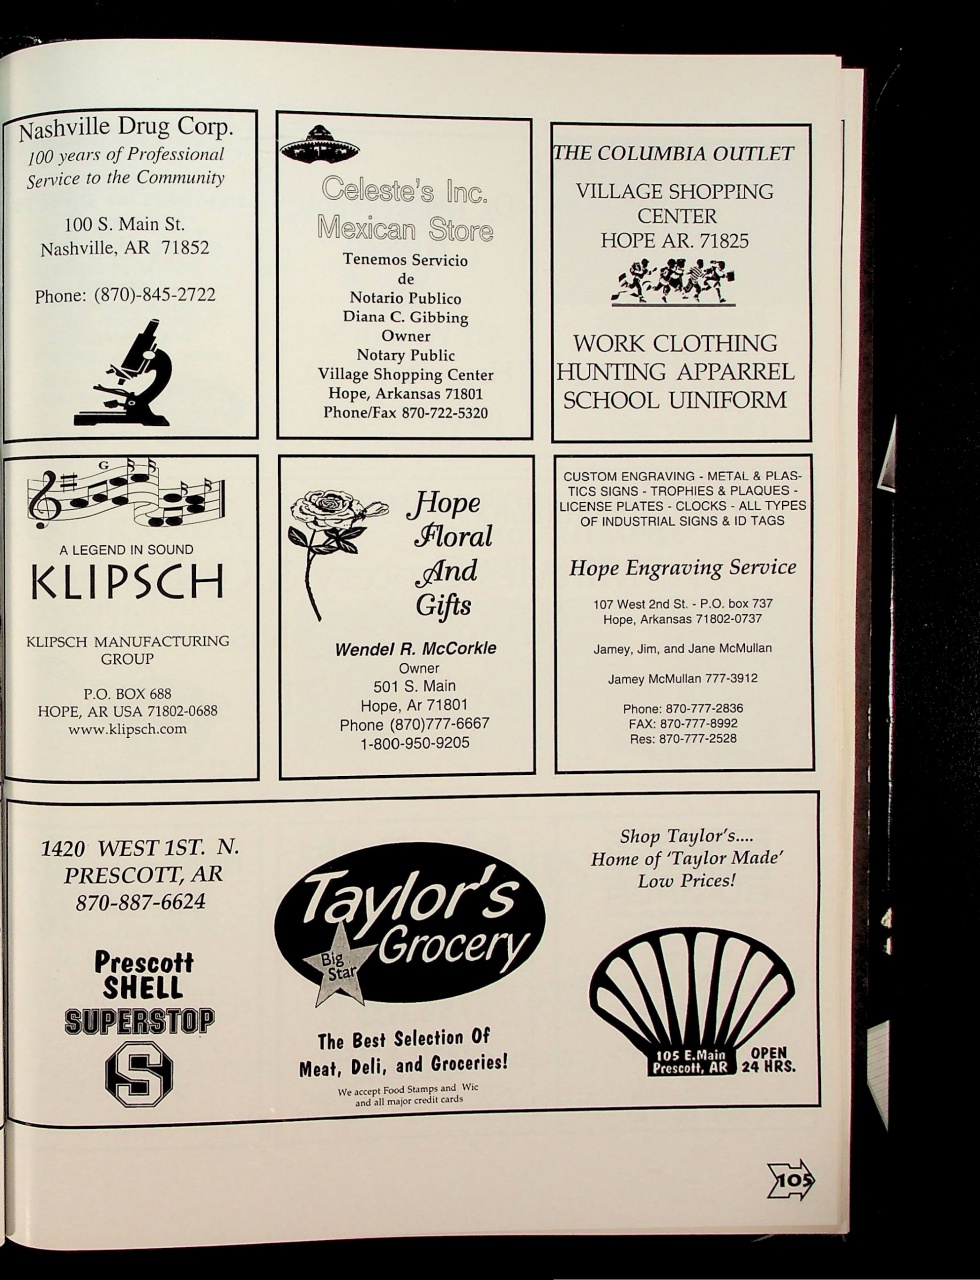 Nashville Drug Corp.
100 years of Professional
Service to the Community
100 S. Main St.
Nashville, AR 71852
Phone: (870)-845-2722
Celeste's Inc.
Mexican Store
Tenemos Servicio
de
Notario Publico
Diana C. Gibbing
Owner
Notary Public
Village Shopping Center
Hope, Arkansas 71801
Phone/Fax 870-722-5320
THE COLUMBIA OUTLET
VILLAGE SHOPPING
CENTER
HOPE AR. 71825
WORK CLOTHING
HUNTING APPARREL
SCHOOL UINIFORM
G
A LEGEND IN SOUND
KLIPSCH
KLIPSCH MANUFACTURING
GROUP
P.O. BOX 688
HOPE, AR USA 71802-0688
www.klipsch.com
Hope
Floral
And
Gifts
Wendel R. McCorkle
Owner
501 S. Main
Hope, Ar 71801
Phone (870)777-6667
1-800-950-9205
CUSTOM ENGRAVING - METAL & PLAS-
TICS SIGNS - TROPHIES & PLAQUES -
LICENSE PLATES - CLOCKS - ALL TYPES
OF INDUSTRIAL SIGNS & ID TAGS
Hope Engraving Service
107 West 2nd St. - P.O. box 737
Hope, Arkansas 71802-0737
Jamey, Jim, and Jane McMullan
Jamey McMullan 777-3912
Phone: 870-777-2836
FAX: 870-777-8992
Res: 870-777-2528
1420 WEST 1ST. N.
PRESCOTT, AR
870-887-6624
Prescott
SHELL
SUPERSTOP
S
Taylor's
Grocery
Big
Star
The Best Selection Of
Meat, Deli, and Groceries!
We accept Food Stamps and Wic
and all major credit cards
Shop Taylor's....
Home of 'Taylor Made'
Low Prices!
105 E.Main
Prescott, AR
OPEN
24 HRS.
105